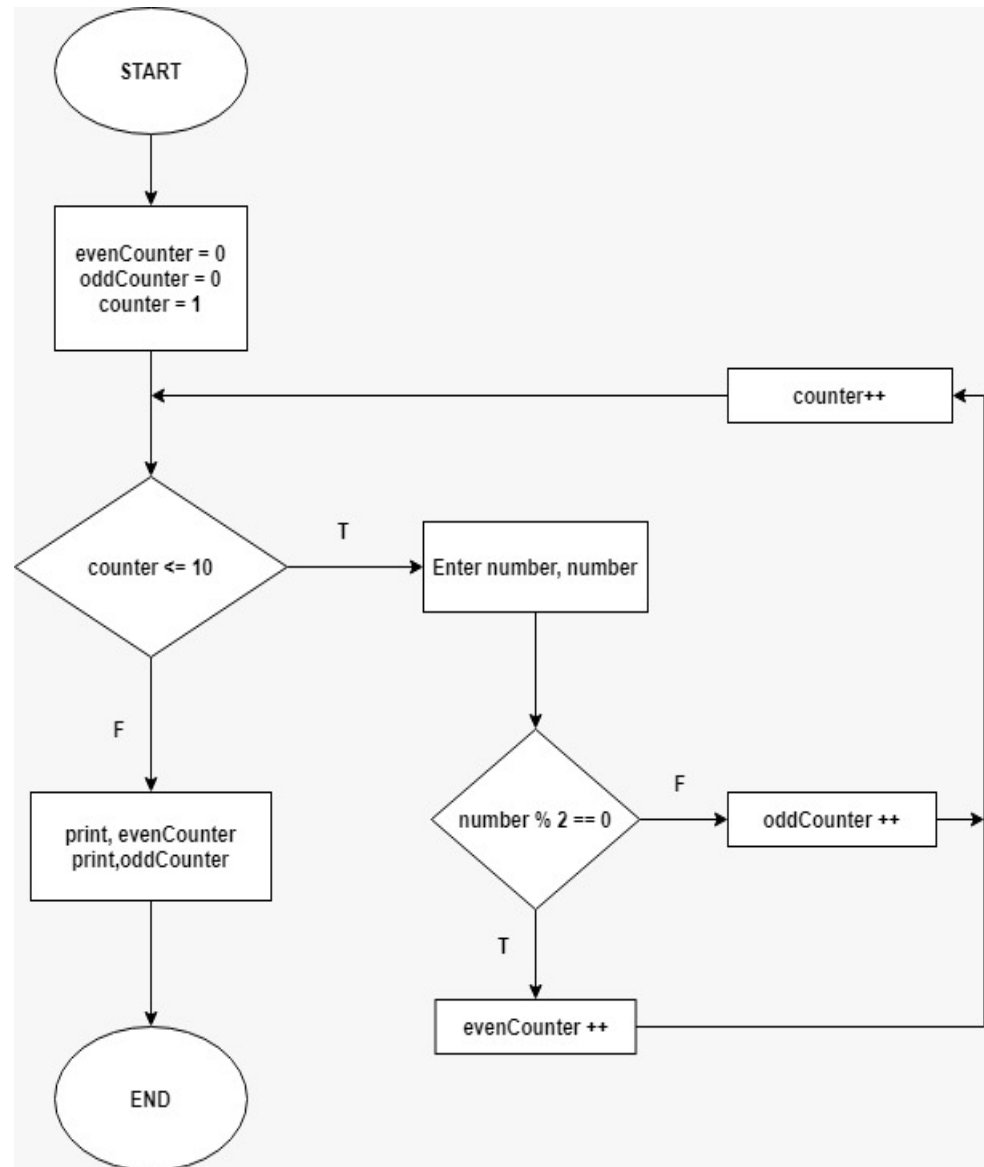 START
evenCounter = 0
oddCounter = 0
counter = 1
counter++
counter <= 10
T
Enter number, number
F
print, evenCounter
print,oddCounter
number % 2 == 0
F
oddCounter ++
T
evenCounter ++
END